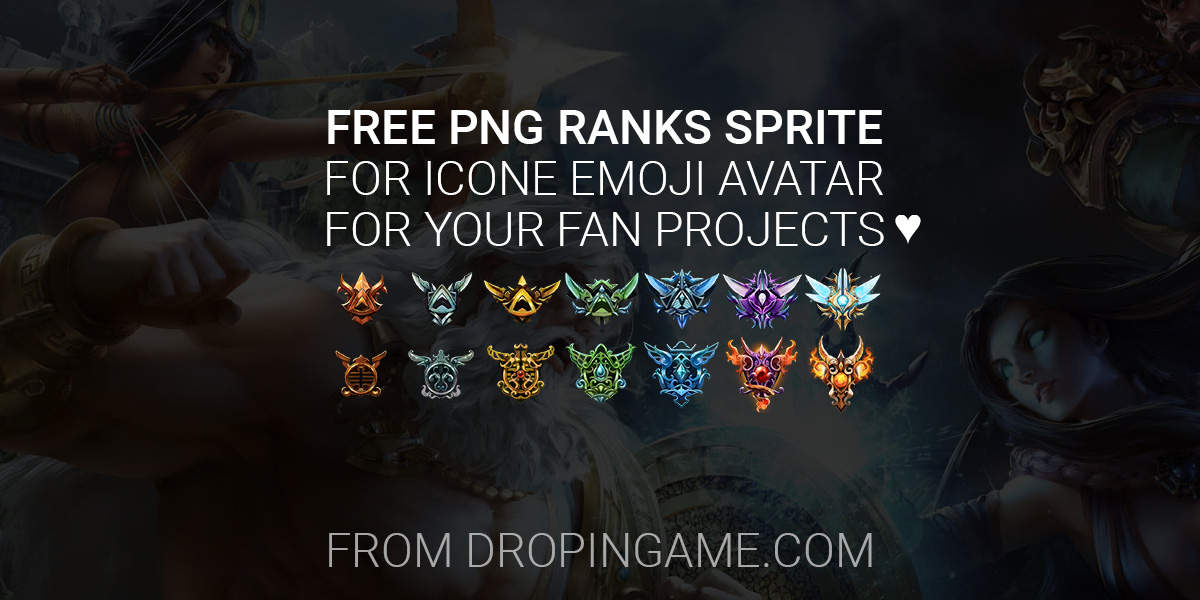 FREE PNG RANKS SPRITE
FOR ICONE EMOJI AVATAR
FOR YOUR FAN PROJECTS ♥
FROM DROPINGAME.COM